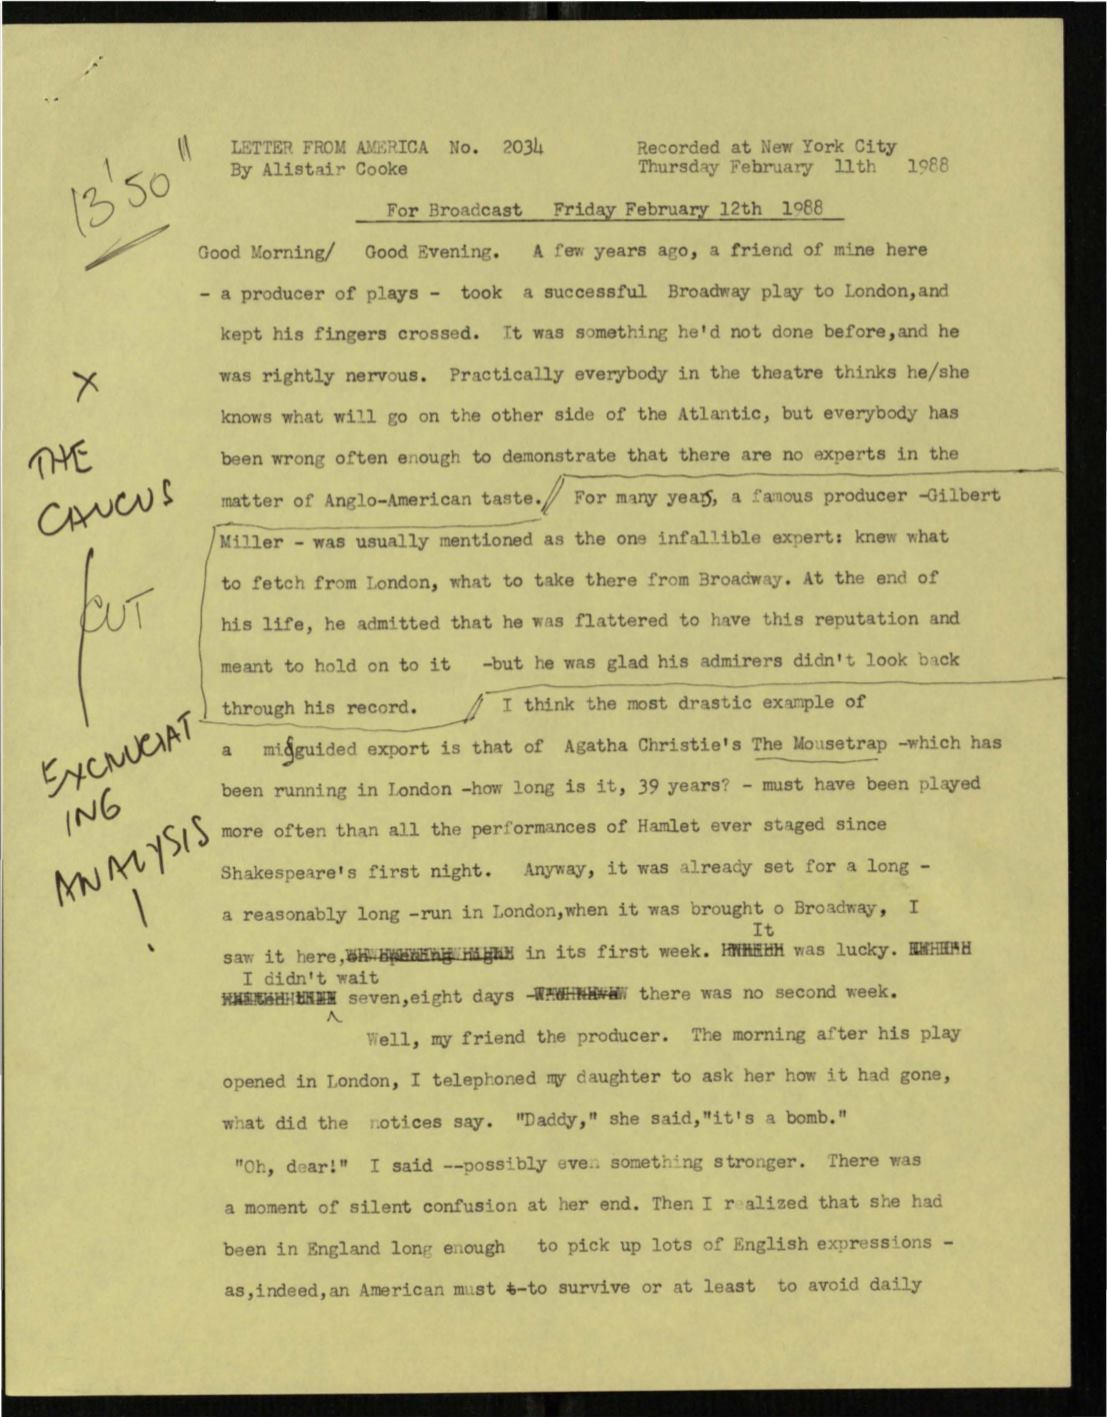 13'50"
LETTER FROM AMERICA No. 2034
By Alistair Cooke
Recorded at New York City
Thursday February 11th 1988
For Broadcast Friday February 12th 1988
Good Morning/ Good Evening. A few years ago, a friend of mine here
- a producer of plays - took a successful Broadway play to London,and
kept his fingers crossed. It was something he'd not done before,and he
was rightly nervous. Practically everybody in the theatre thinks he/she
knows what will go on the other side of the Atlantic, but everybody has
been wrong often enough to demonstrate that there are no experts in the
matter of Anglo-American taste.// For many years, a famous producer -Gilbert
Miller - was usually mentioned as the one infallible expert: knew what
to fetch from London, what to take there from Broadway. At the end of
his life, he admitted that he was flattered to have this reputation and
meant to hold on to it -but he was glad his admirers didn't look back
through his record. // I think the most drastic example of
a misguided export is that of Agatha Christie's The Mousetrap -which has
been running in London -how long is it, 39 years? - must have been played
more often than all the performances of Hamlet ever staged since
Shakespeare's first night. Anyway, it was already set for a long -
a reasonably long -run in London,when it was brought o Broadway, I
It
saw it here, in its first week. was lucky.
I didn't wait
seven,eight days - there was no second week.
Well, my friend the producer. The morning after his play
opened in London, I telephoned my daughter to ask her how it had gone,
what did the notices say. "Daddy," she said,"it's a bomb."
"Oh, dear!" I said --possibly even something stronger. There was
a moment of silent confusion at her end. Then I realized that she had
been in England long enough to pick up lots of English expressions -
as,indeed,an American must t-to survive or at least to avoid daily
X
THE
CAUCUS
CUT
EXCRUCIAT
ING
ANALYSIS
!